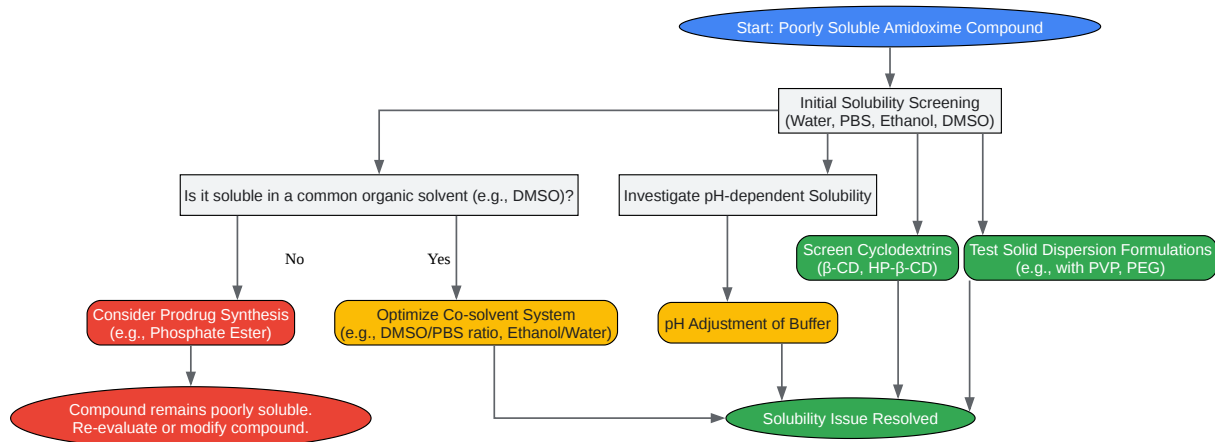 Start: Poorly Soluble Amidoxime Compound
Initial Solubility Screening
(Water, PBS, Ethanol, DMSO)
Is it soluble in a common organic solvent (e.g., DMSO)?
Investigate pH-dependent Solubility
Screen Cyclodextrins
(β-CD, HP-β-CD)
Test Solid Dispersion Formulations
(e.g., with PVP, PEG)
No
Yes
Consider Prodrug Synthesis
(e.g., Phosphate Ester)
Optimize Co-solvent System
(e.g., DMSO/PBS ratio, Ethanol/Water)
pH Adjustment of Buffer
Compound remains poorly soluble.
Re-evaluate or modify compound.
Solubility Issue Resolved